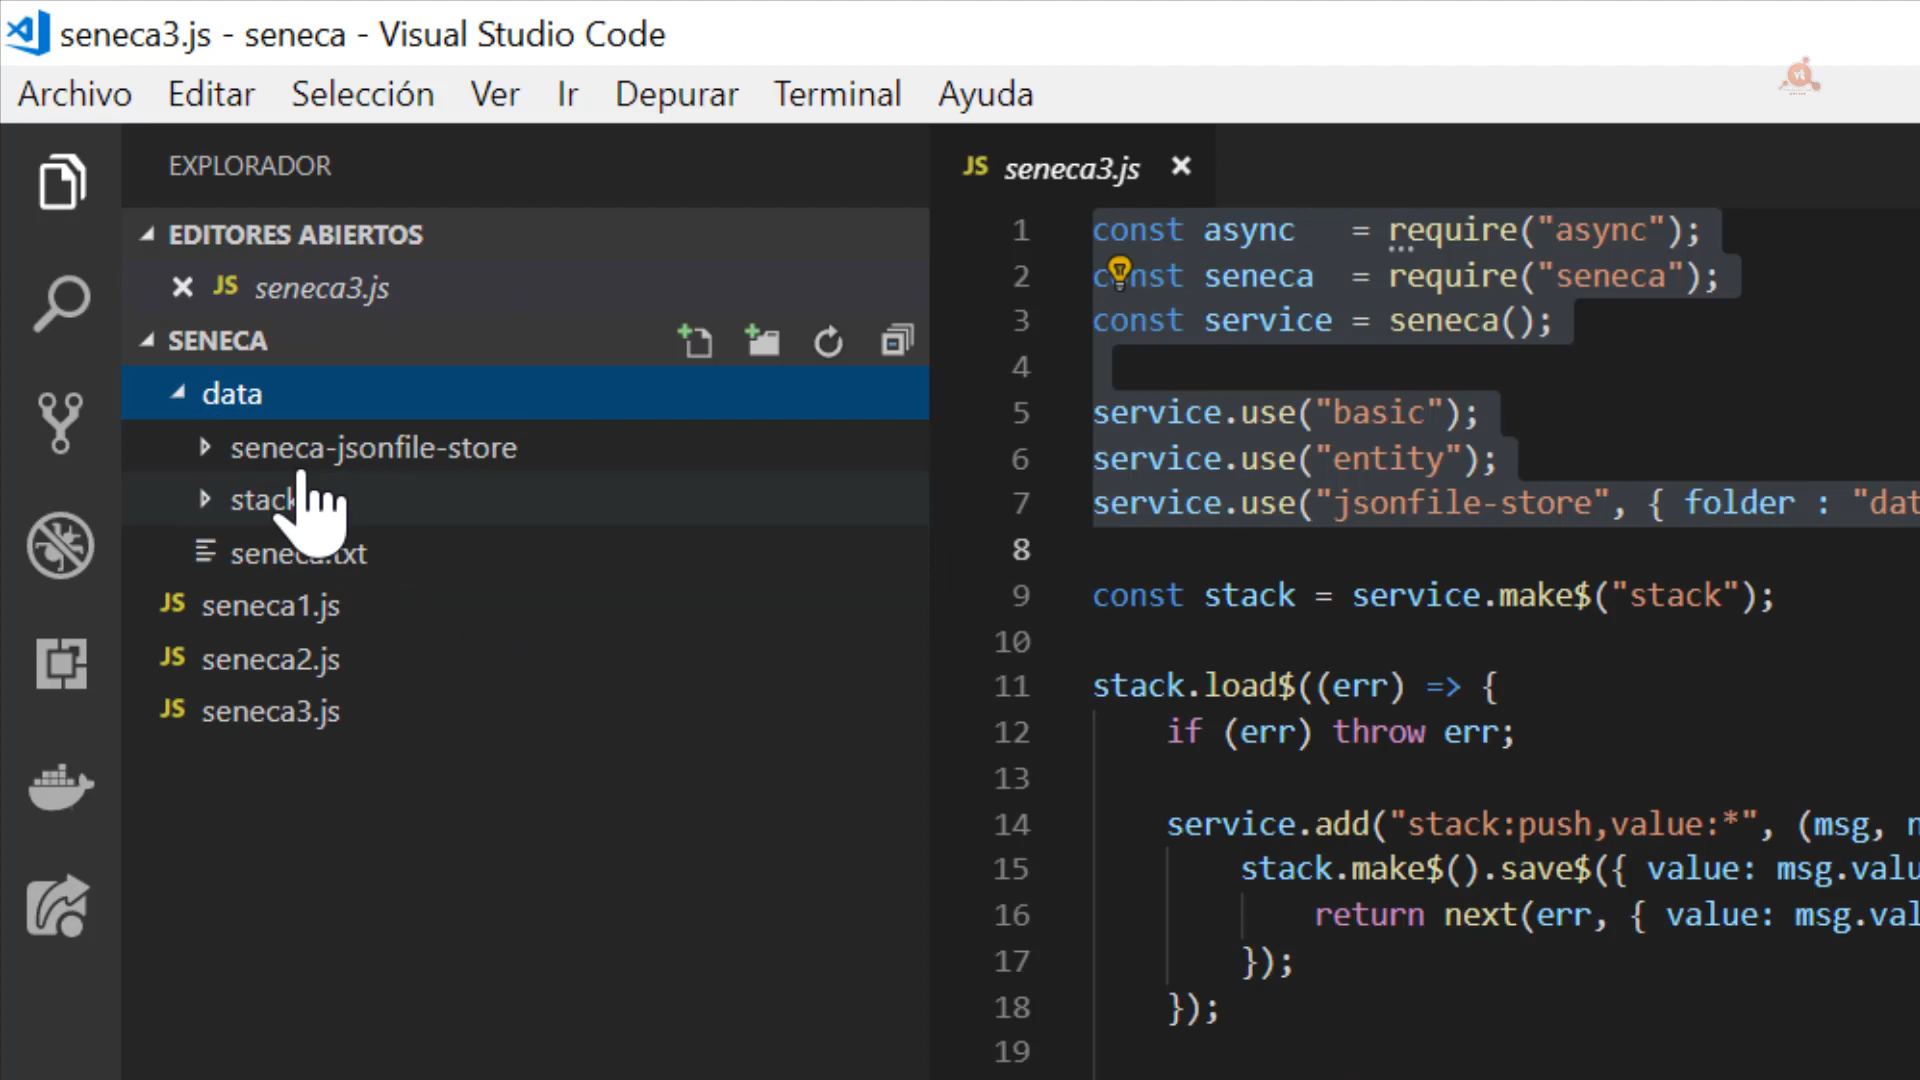 seneca3.js - seneca - Visual Studio Code
Archivo Editar Selección Ver Ir Depurar Terminal Ayuda
EXPLORADOR
EDITORES ABIERTOS
JS seneca3.js
SENECA
data
seneca-jsonfile-store
stack
seneca.txt
JS seneca1.js
JS seneca2.js
JS seneca3.js
JS seneca3.js
1 const async = require("async");
2 const seneca = require("seneca");
3 const service = seneca();
4
5 service.use("basic");
6 service.use("entity");
7 service.use("jsonfile-store", { folder : "dat
8
9 const stack = service.make$("stack");
10
11 stack.load$((err) => {
12 if (err) throw err;
13
14 service.add("stack:push,value:*", (msg, n
15 stack.make$().save$({ value: msg.valu
16 return next(err, { value: msg.val
17 });
18 });
19